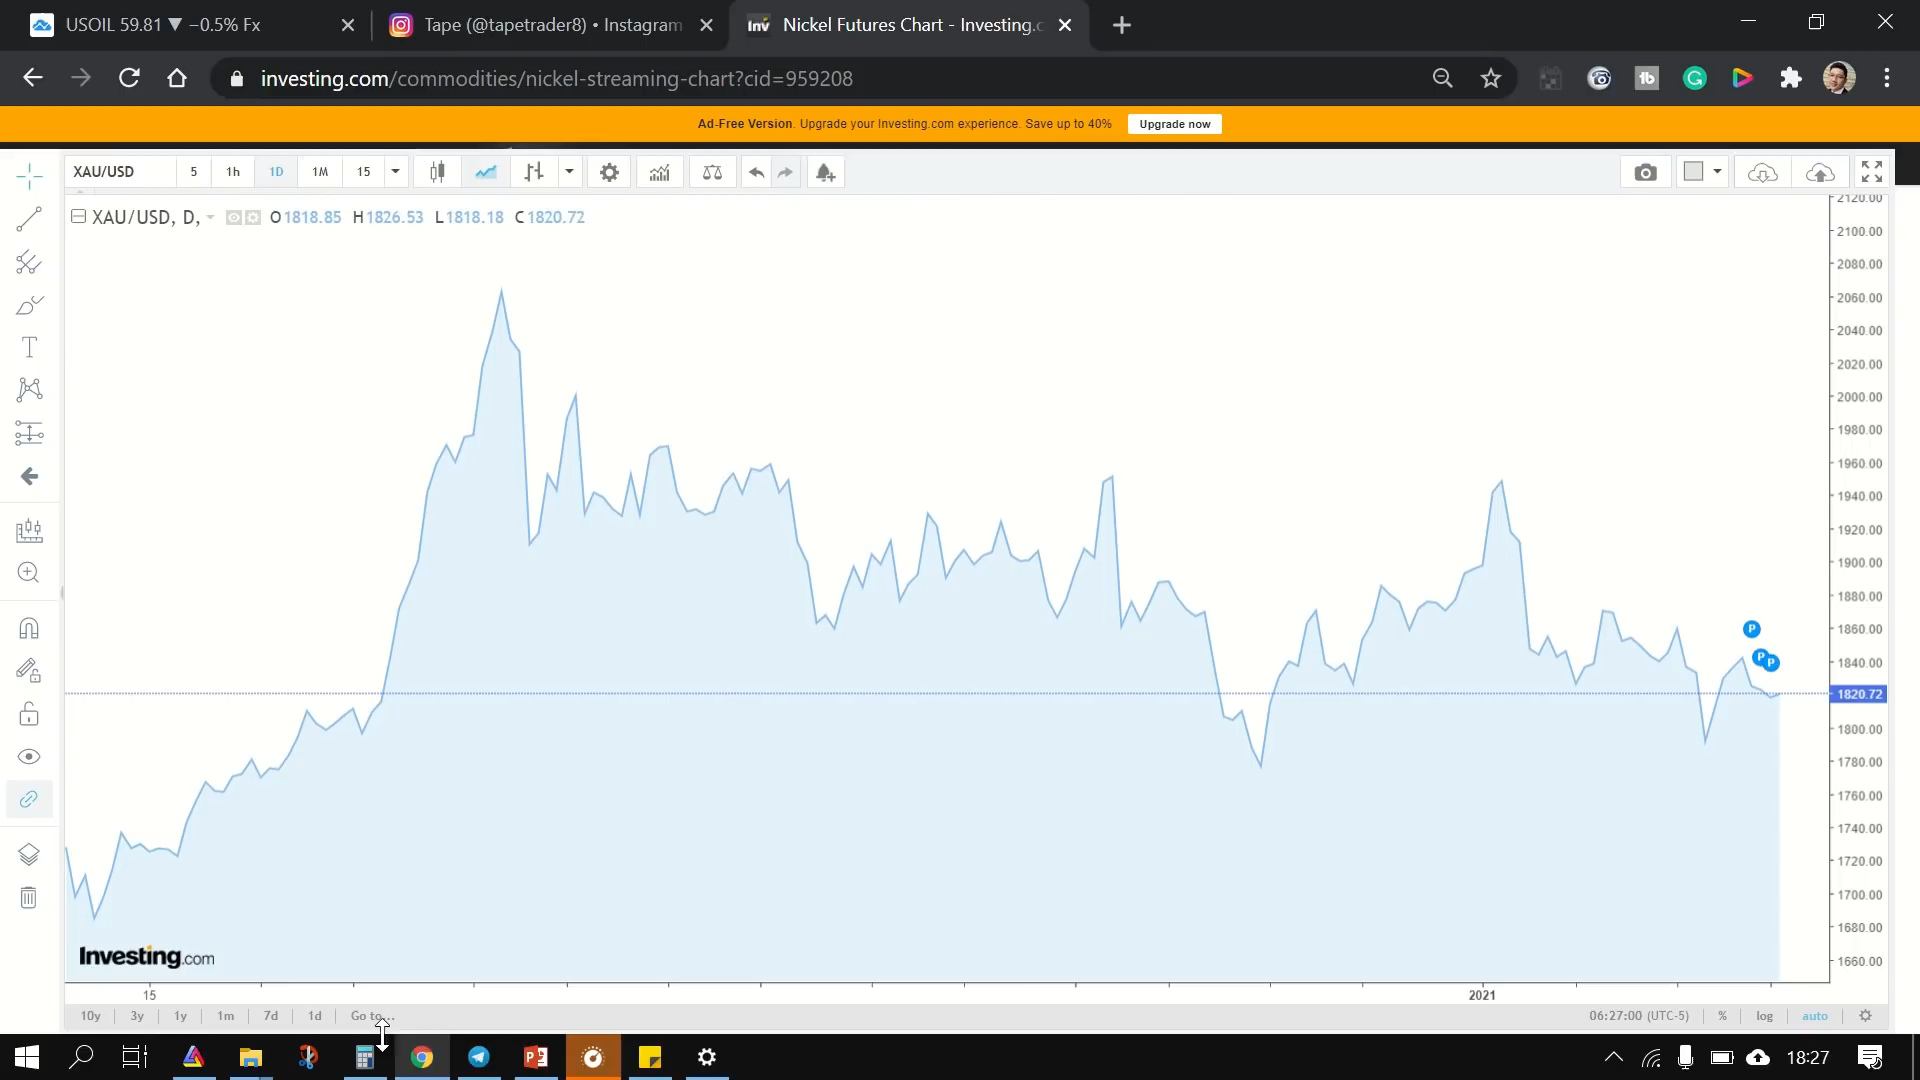 USOIL 59.81 ▼ −0.5% Fx
Tape (@tapetrader8) • Instagram
Inv
Nickel Futures Chart - Investing.c
investing.com/commodities/nickel-streaming-chart?cid=959208
Ad-Free Version. Upgrade your Investing.com experience. Save up to 40%
Upgrade now
XAU/USD 5 1h 1D 1M 15
XAU/USD, D, O1818.85 H1826.53 L1818.18 C1820.72
2120.00
2100.00
2080.00
2060.00
2040.00
2020.00
2000.00
1980.00
1960.00
1940.00
1920.00
1900.00
1880.00
1860.00
1840.00
1820.72
1800.00
1780.00
1760.00
1740.00
1720.00
1700.00
1680.00
1660.00
P
P P
Investing.com
15 2021
10y 3y 1y 1m 7d 1d Go to...
06:27:00 (UTC-5) % log auto
18:27